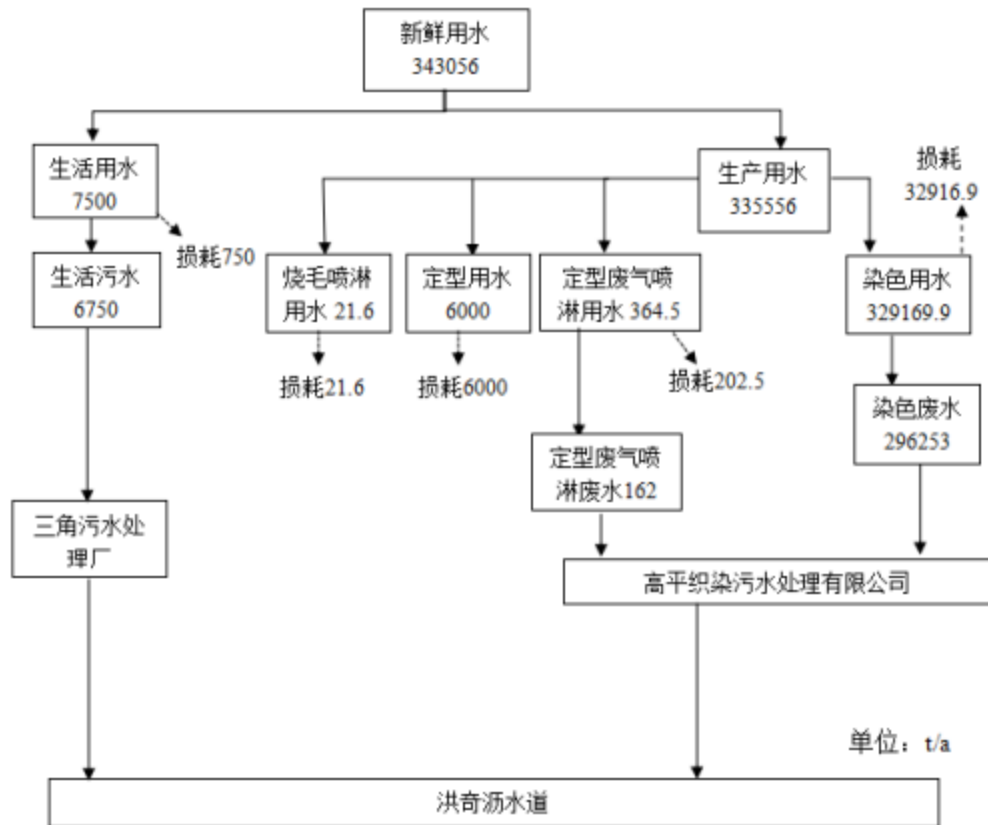 新鲜用水
343056
生活用水
7500
生产用水
335556
损耗
32916.9
损耗750
生活污水
6750
烧毛喷淋
用水 21.6
定型用水
6000
定型废气喷
淋用水 364.5
染色用水
329169.9
损耗21.6
损耗6000
损耗202.5
染色废水
296253
定型废气喷
淋废水162
三角污水处
理厂
高平织染污水处理有限公司
单位：t/a
洪奇沥水道